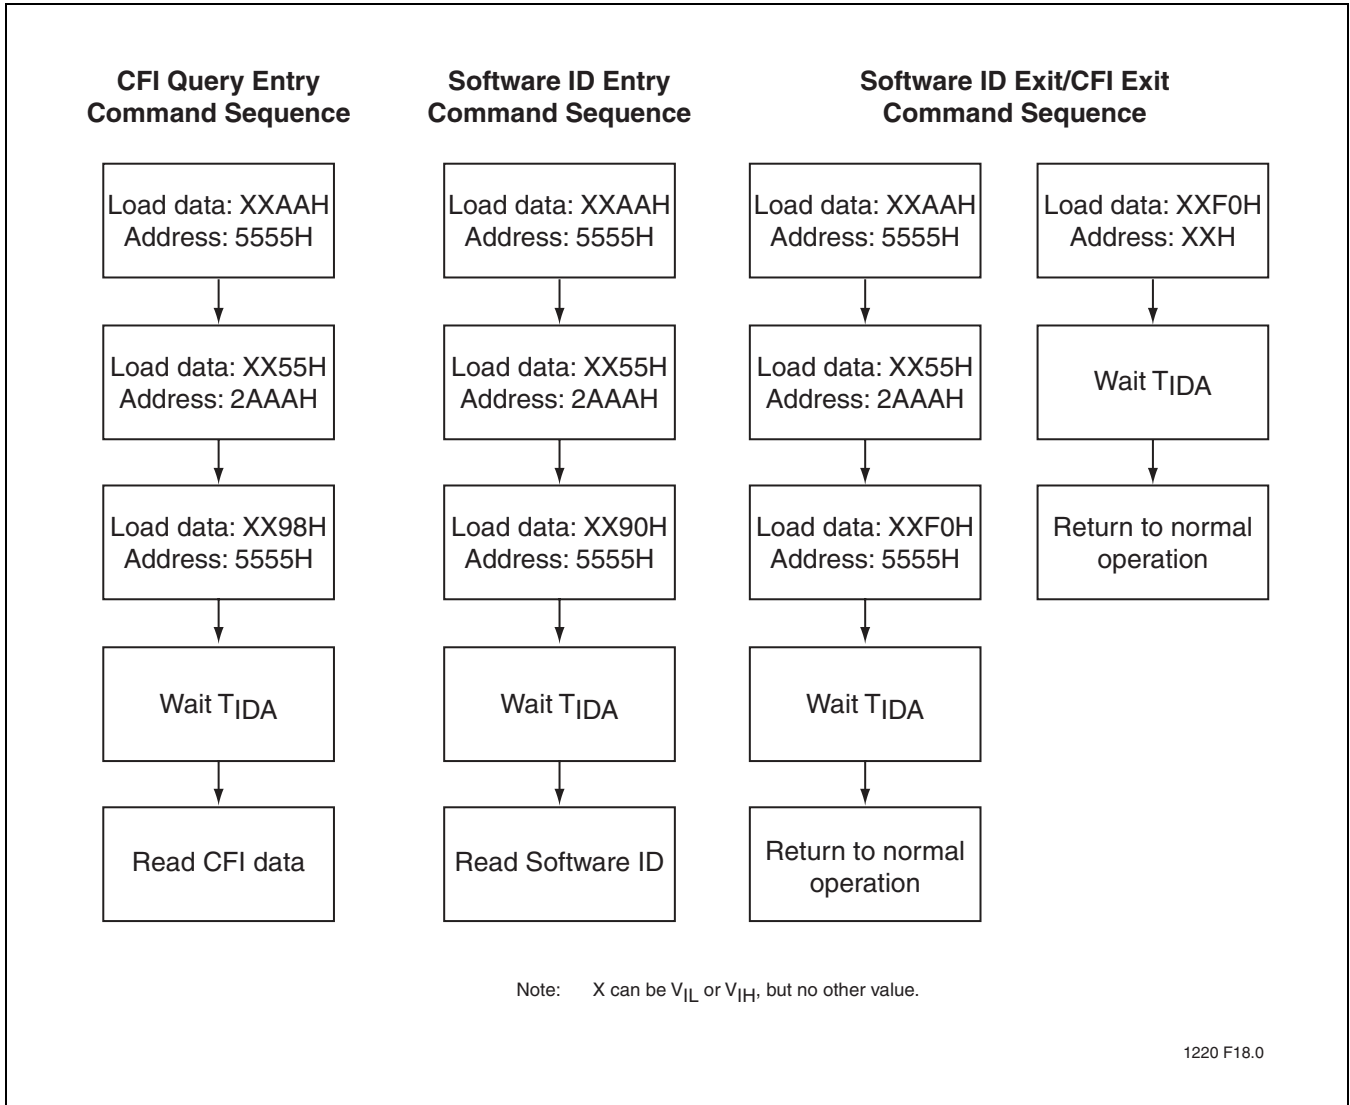 CFI Query Entry
Command Sequence
Load data: XXAAH
Address: 5555H
Load data: XX55H
Address: 2AAAH
Load data: XX98H
Address: 5555H
Wait TIDA
Read CFI data
Software ID Entry
Command Sequence
Load data: XXAAH
Address: 5555H
Load data: XX55H
Address: 2AAAH
Load data: XX90H
Address: 5555H
Wait TIDA
Read Software ID
Software ID Exit/CFI Exit
Command Sequence
Load data: XXAAH
Address: 5555H
Load data: XX55H
Address: 2AAAH
Load data: XXF0H
Address: 5555H
Wait TIDA
Return to normal
operation
Load data: XXF0H
Address: XXH
Wait TIDA
Return to normal
operation
Note: X can be VIL or VIH, but no other value.
1220 F18.0